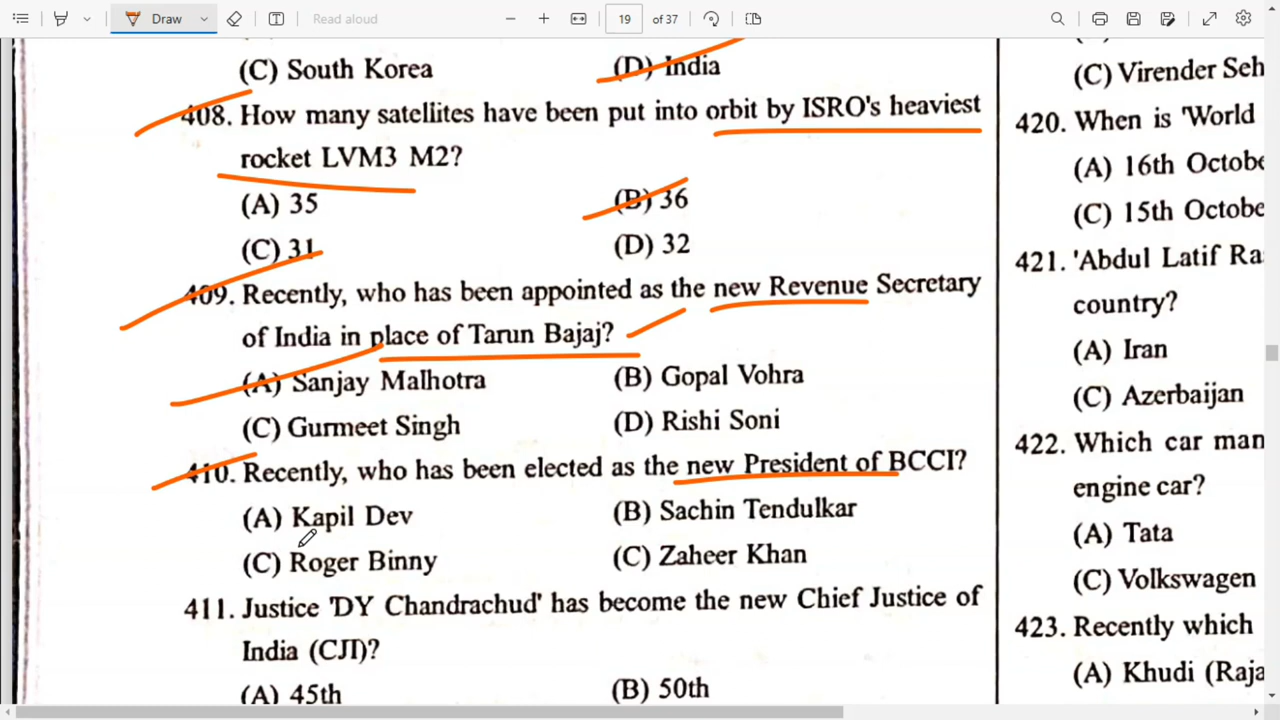 Draw
Read aloud
19 of 37
(C) South Korea (D) India
408. How many satellites have been put into orbit by ISRO's heaviest
rocket LVM3 M2?
(A) 35 (B) 36
(C) 31 (D) 32
409. Recently, who has been appointed as the new Revenue Secretary
of India in place of Tarun Bajaj?
(A) Sanjay Malhotra (B) Gopal Vohra
(C) Gurmeet Singh (D) Rishi Soni
410. Recently, who has been elected as the new President of BCCI?
(A) Kapil Dev (B) Sachin Tendulkar
(C) Roger Binny (C) Zaheer Khan
411. Justice 'DY Chandrachud' has become the new Chief Justice of
India (CJI)?
(A) 45th (B) 50th
(C) Virender Seh
420. When is 'World
(A) 16th Octobe
(C) 15th Octobe
421. 'Abdul Latif Ra
country?
(A) Iran
(C) Azerbaijan
422. Which car man
engine car?
(A) Tata
(C) Volkswagen
423. Recently which
(A) Khudi (Raja